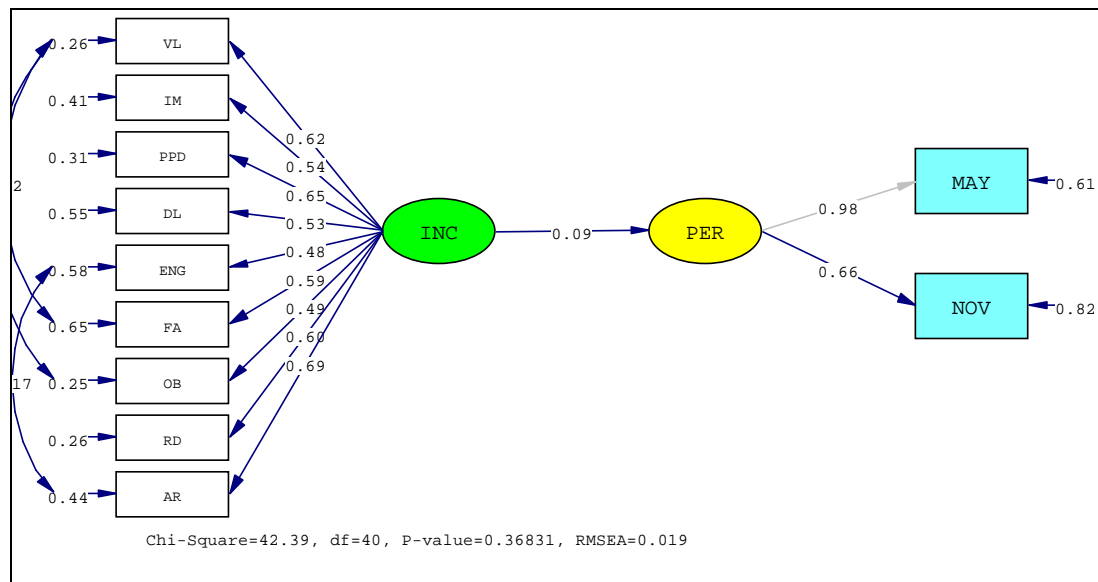 0.26 VL
0.41 IM
0.31 PPD
0.55 DL
0.58 ENG
0.65 FA
0.25 OB
0.26 RD
0.44 AR
2
17
0.62
0.54
0.65
0.53
0.48
0.59
0.49
0.60
0.69
INC
0.09
PER
0.98
0.66
MAY 0.61
NOV 0.82
Chi-Square=42.39, df=40, P-value=0.36831, RMSEA=0.019